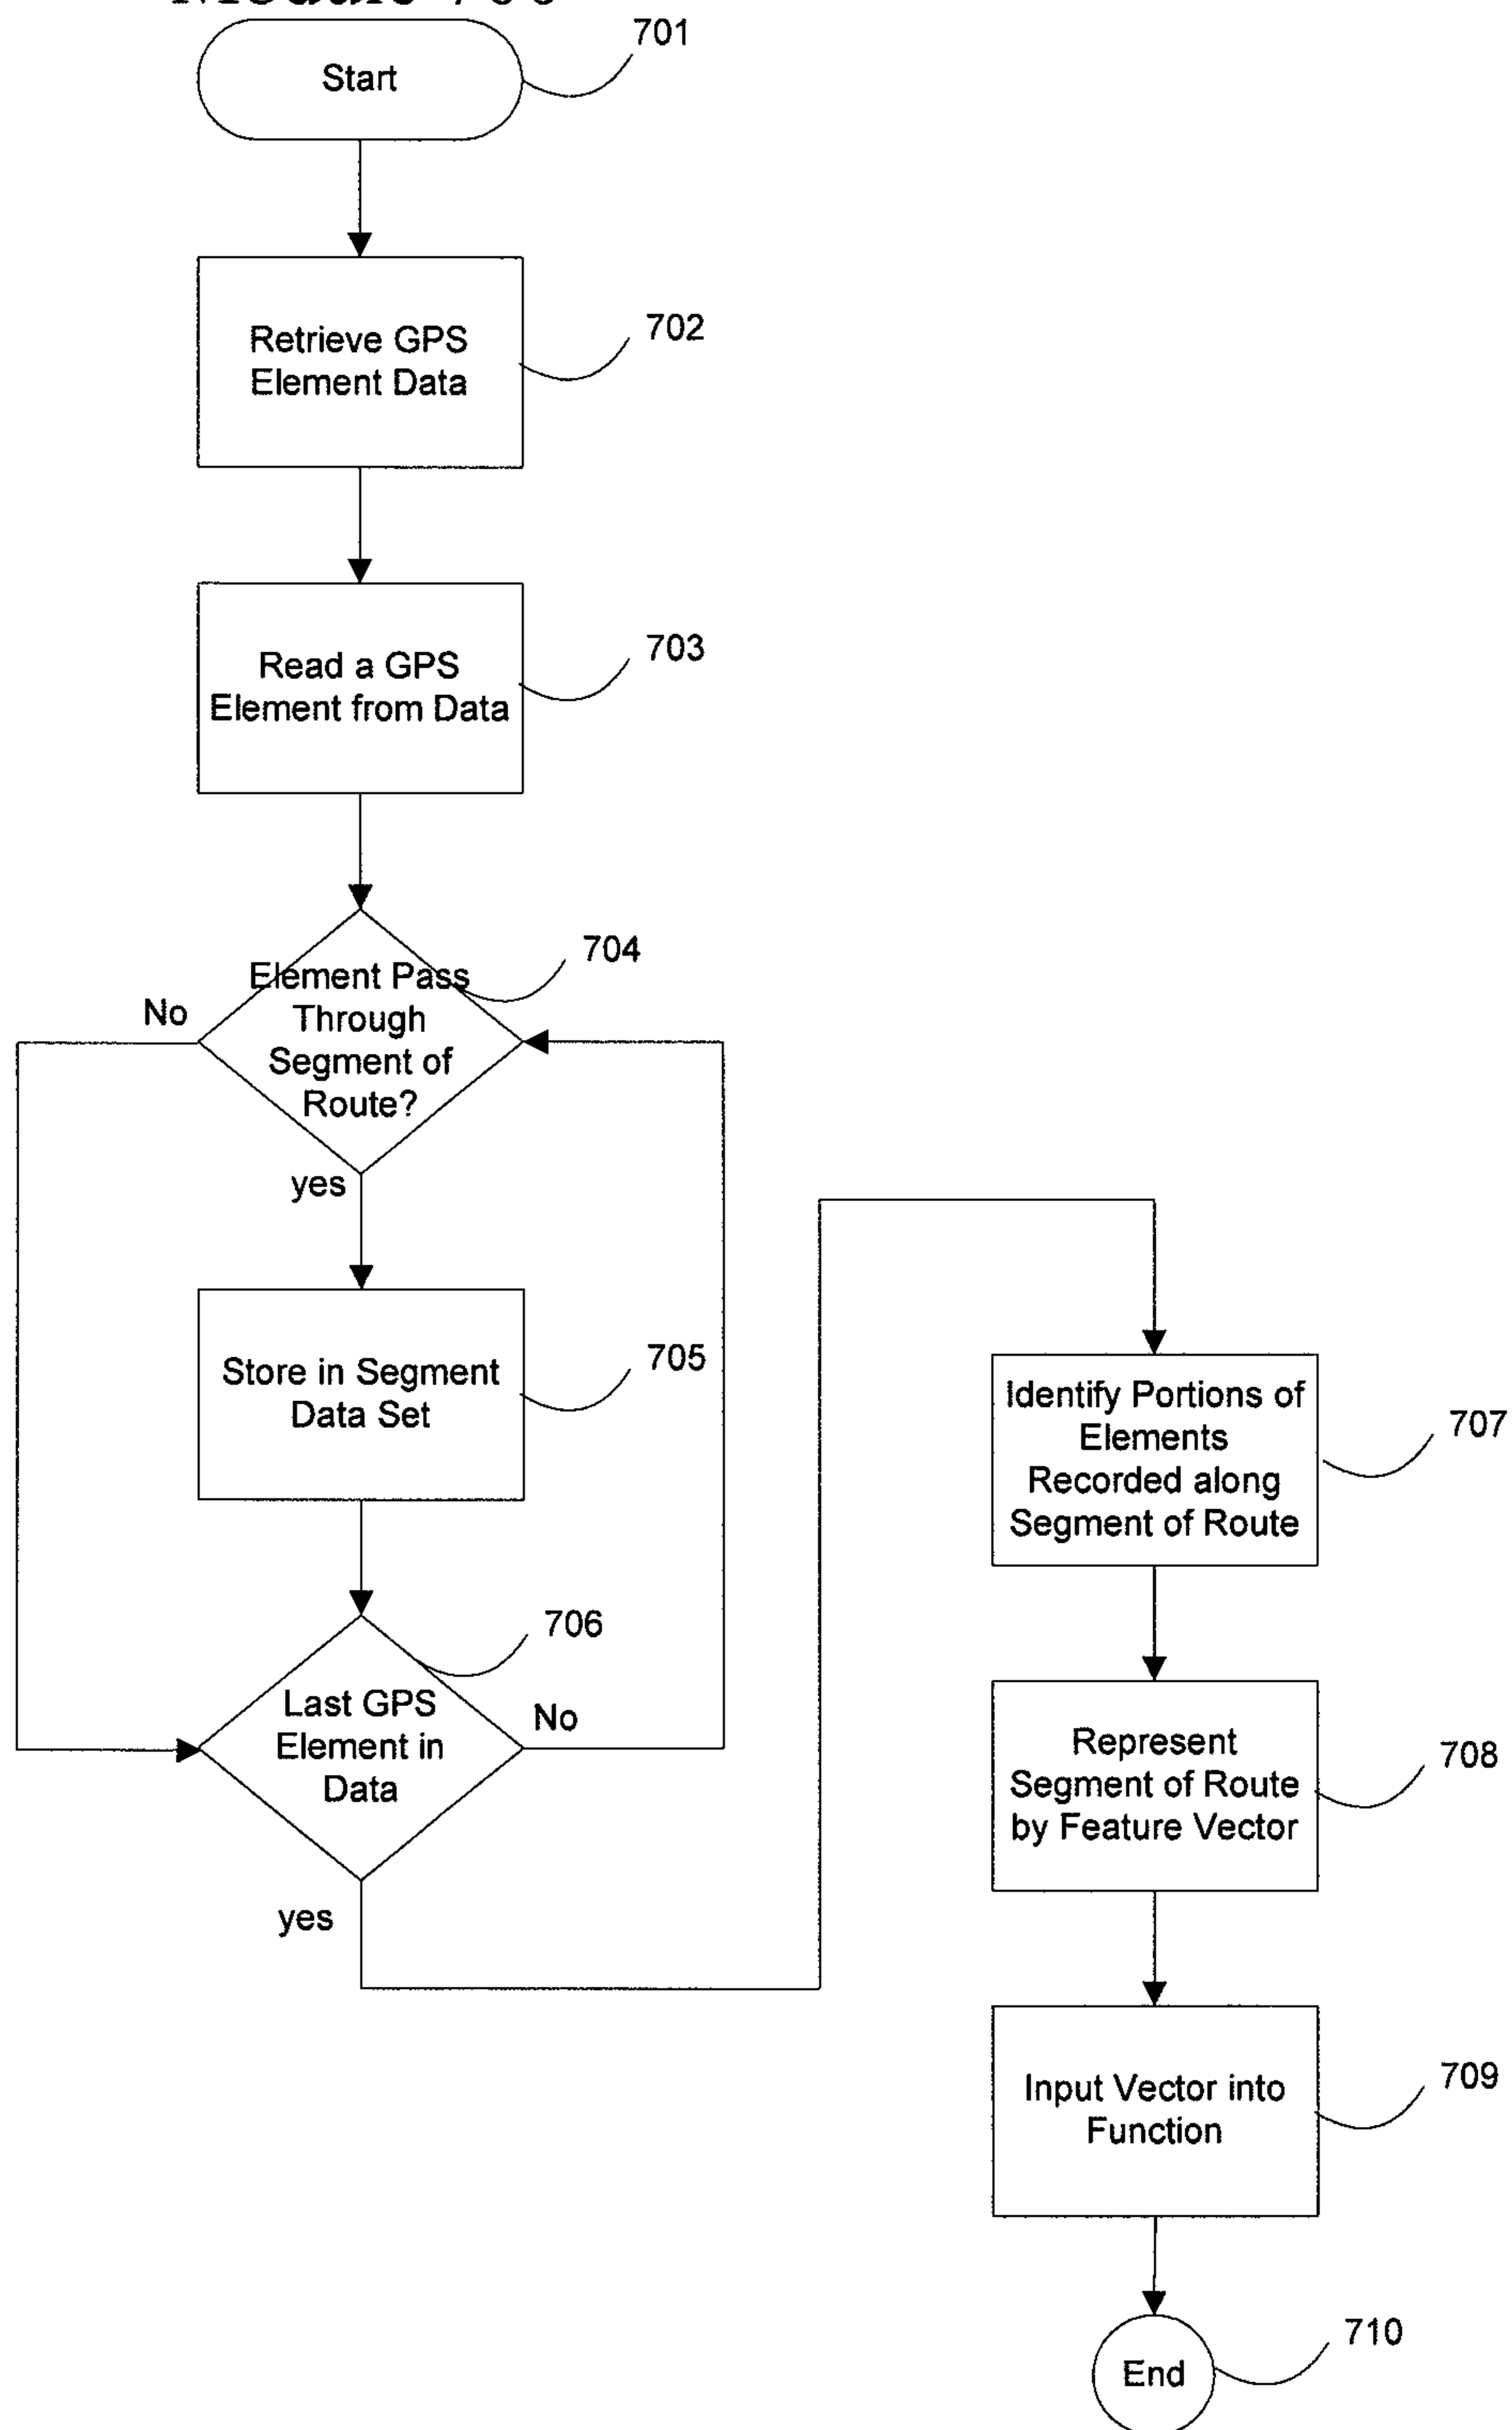 Start
701
Retrieve GPS
Element Data
702
Read a GPS
Element from Data
703
Element Pass
Through
Segment of
Route?
704
No
yes
Store in Segment
Data Set
705
Last GPS
Element in
Data
706
No
yes
Identify Portions of
Elements
Recorded along
Segment of Route
707
Represent
Segment of Route
by Feature Vector
708
Input Vector into
Function
709
End
710